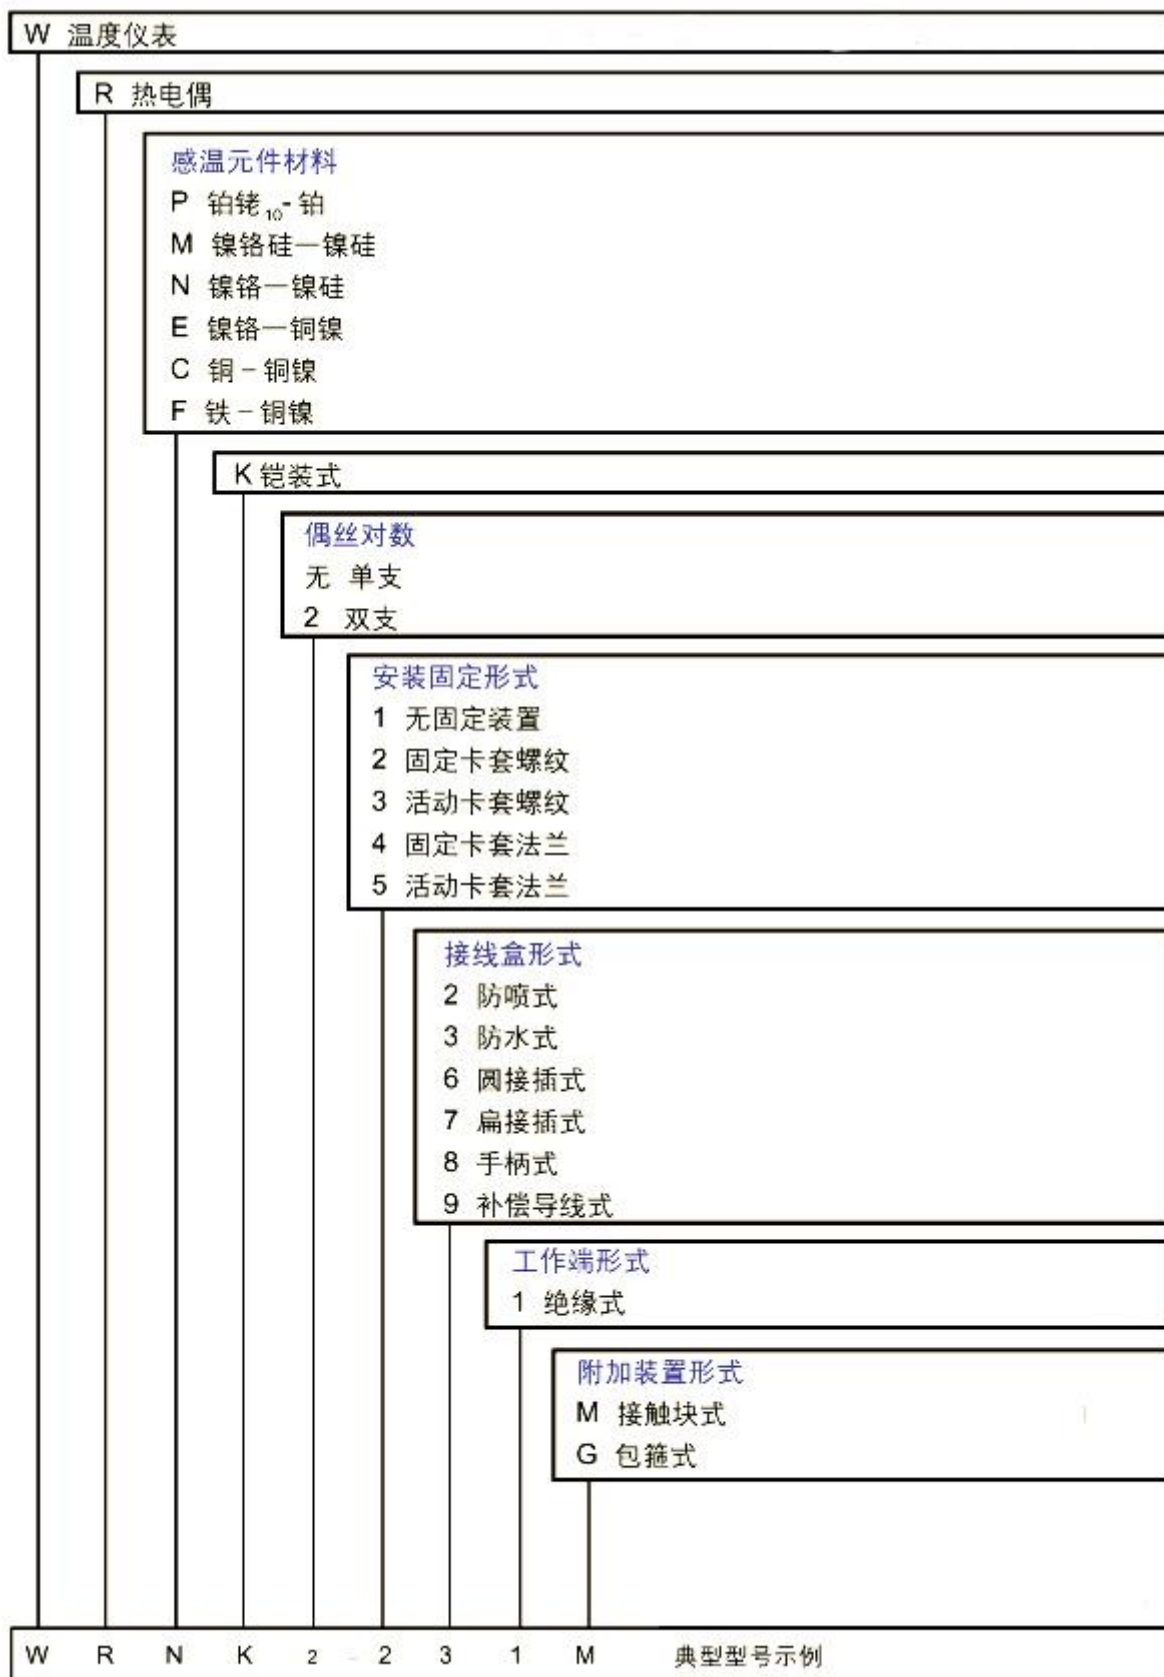 W 温度仪表
R 热电偶
感温元件材料
P 铂铑10-铂
M 镍铬硅一镍硅
N 镍铬一镍硅
E 镍铬一铜镍
C 铜－铜镍
F 铁－铜镍
K 铠装式
偶丝对数
无 单支
2 双支
安装固定形式
1 无固定装置
2 固定卡套螺纹
3 活动卡套螺纹
4 固定卡套法兰
5 活动卡套法兰
接线盒形式
2 防喷式
3 防水式
6 圆接插式
7 扁接插式
8 手柄式
9 补偿导线式
工作端形式
1 绝缘式
附加装置形式
M 接触块式
G 包箍式
W R N K 2 - 2 3 1 M 典型型号示例